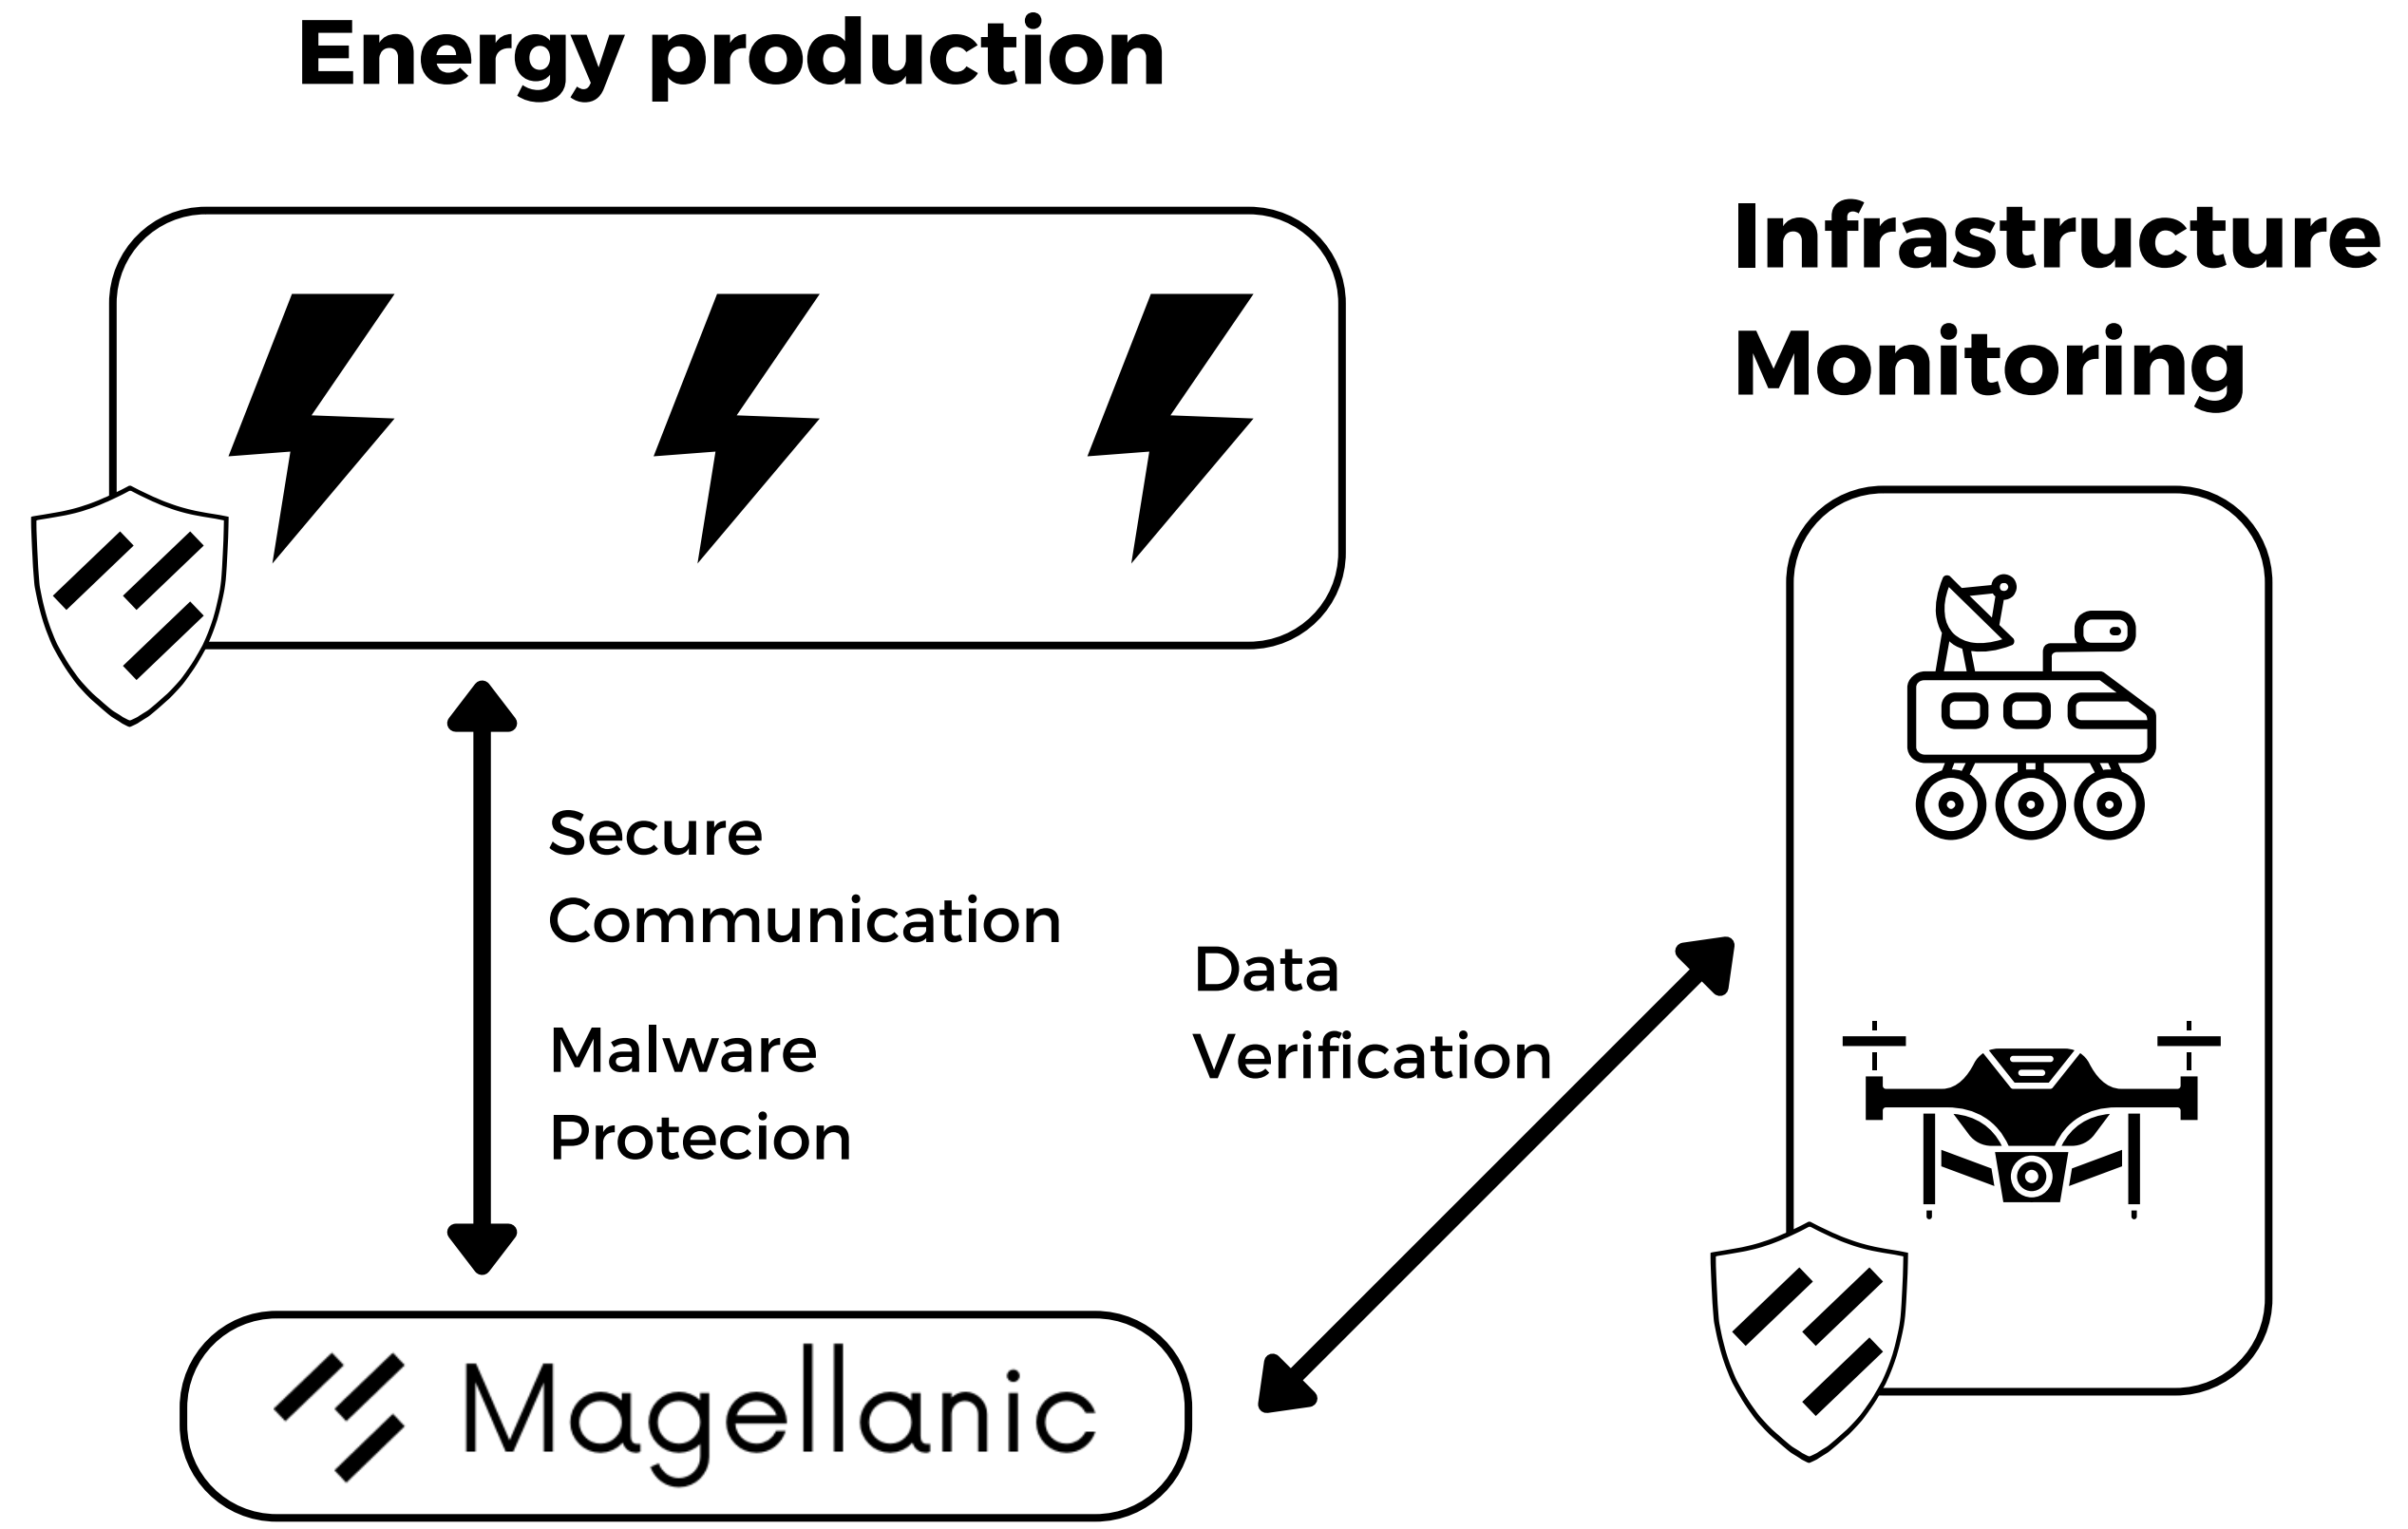 Energy production
Infrastructure
Monitoring
Secure
Communication
Malware
Protecion
Data
Verification
Magellanic